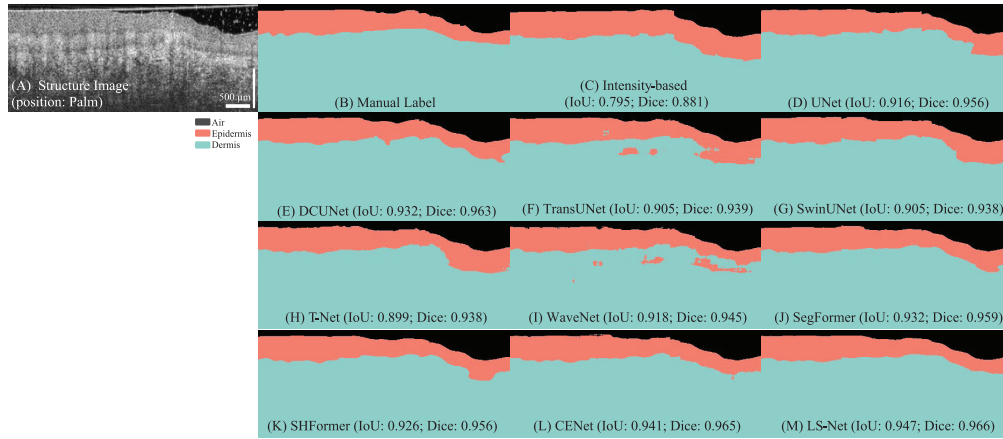 (A) Structure Image
(position: Palm)
500 μm
Air
Epidermis
Dermis
(B) Manual Label
(C) Intensity-based
(IoU: 0.795; Dice: 0.881)
(D) UNet (IoU: 0.916; Dice: 0.956)
(E) DCUNet (IoU: 0.932; Dice: 0.963)
(F) TransUNet (IoU: 0.905; Dice: 0.939)
(G) SwinUNet (IoU: 0.905; Dice: 0.938)
(H) T-Net (IoU: 0.899; Dice: 0.938)
(I) WaveNet (IoU: 0.918; Dice: 0.945)
(J) SegFormer (IoU: 0.932; Dice: 0.959)
(K) SHFormer (IoU: 0.926; Dice: 0.956)
(L) CENet (IoU: 0.941; Dice: 0.965)
(M) LS-Net (IoU: 0.947; Dice: 0.966)